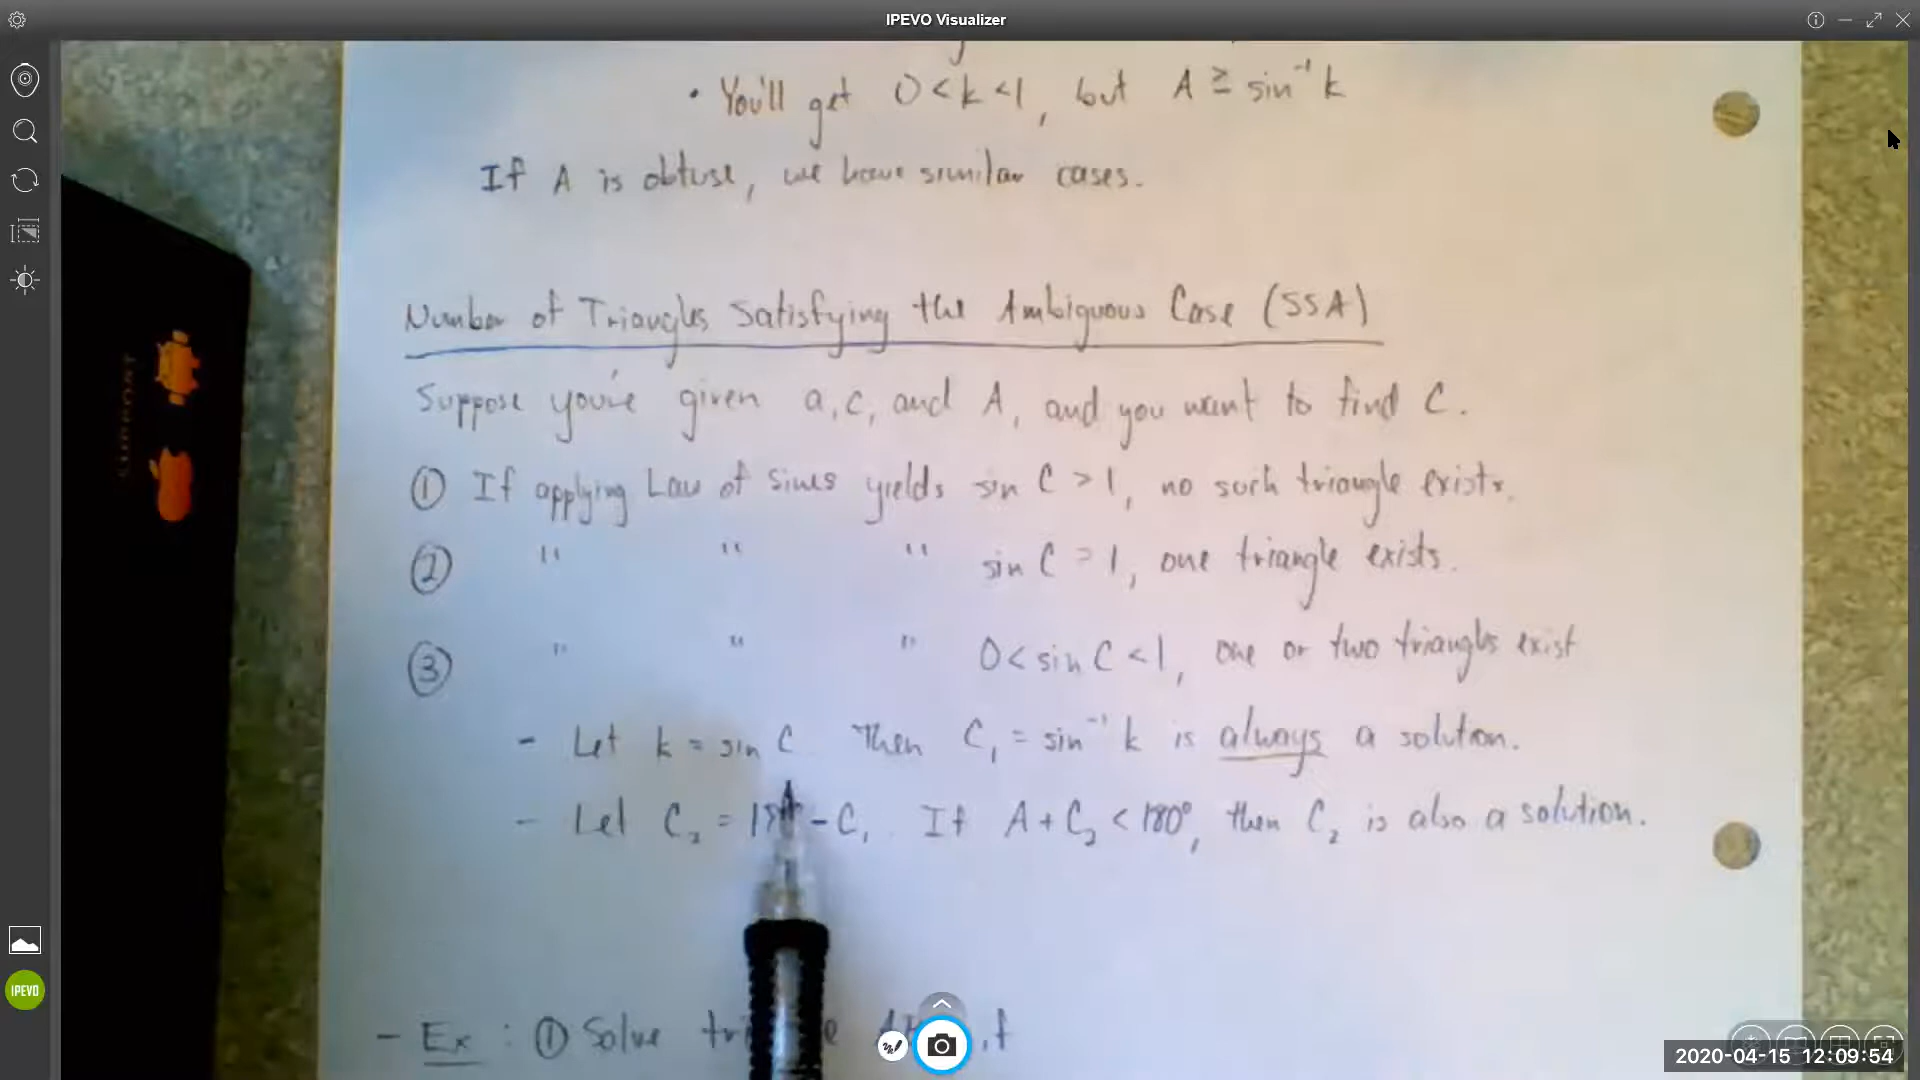 IPEVO Visualizer
• You'll get 0 < k < 1, but A ≥ sin⁻¹ k
If A is obtuse, we have similar cases.
Number of Triangles Satisfying the Ambiguous Case (SSA)
Suppose you're given a, c, and A, and you want to find C.
① If applying Law of Sines yields sin C > 1, no such triangle exists.
② " " " sin C = 1, one triangle exists.
③ " " " 0 < sin C < 1, one or two triangles exist
- Let k = sin C. Then C₁ = sin⁻¹ k is always a solution.
- Let C₂ = 180° - C₁. If A + C₂ < 180°, then C₂ is also a solution.
- Ex: ① Solve
IPEVO
2020-04-15 12:09:54